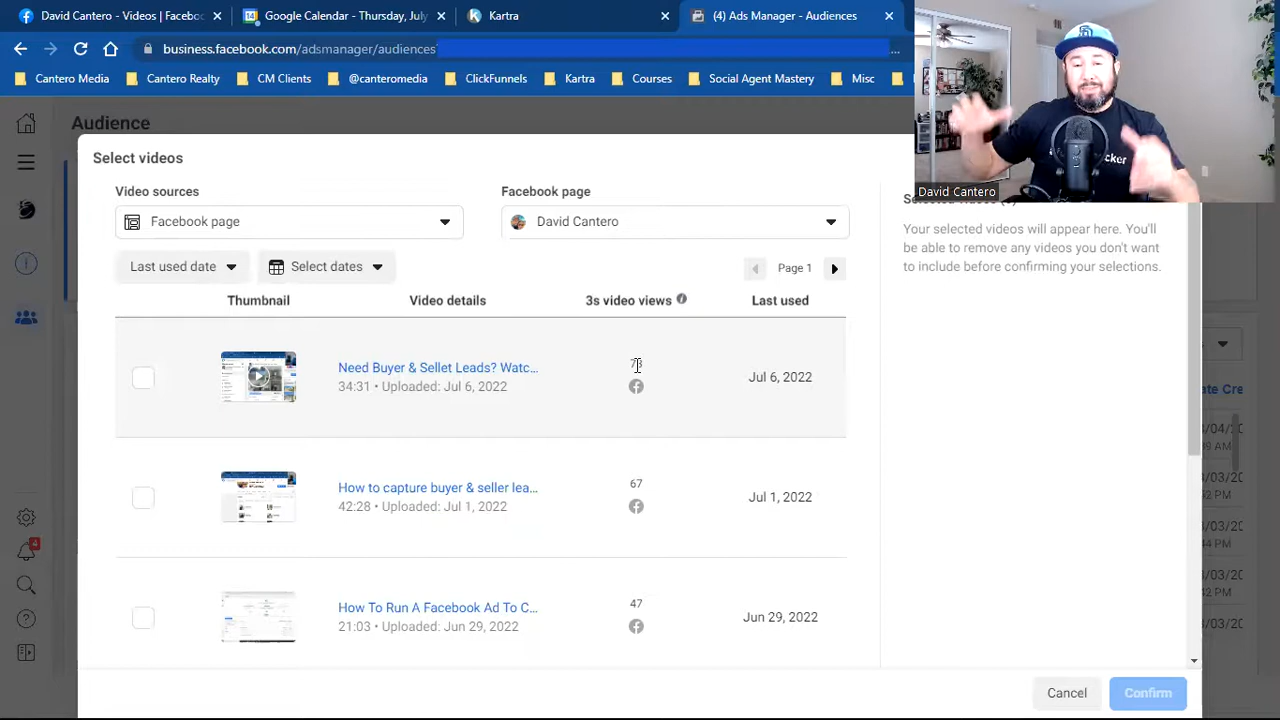 David Cantero - Videos | Faceboo
Google Calendar - Thursday, July
Kartra
(4) Ads Manager - Audiences
business.facebook.com/adsmanager/audiences
...
Cantero Media
Cantero Realty
CM Clients
@canteromedia
ClickFunnels
Kartra
Courses
Social Agent Mastery
Misc
Audience
Select videos
David Cantero
Video sources
Facebook page
Facebook page
David Cantero
Your selected videos will appear here. You'll
be able to remove any videos you don't want
to include before confirming your selections.
Last used date
Select dates
Page 1
Thumbnail
Video details
3s video views
Last used
Need Buyer & Sellet Leads? Watc...
34:31 • Uploaded: Jul 6, 2022
Jul 6, 2022
How to capture buyer & seller lea...
42:28 • Uploaded: Jul 1, 2022
67
Jul 1, 2022
How To Run A Facebook Ad To C...
21:03 • Uploaded: Jun 29, 2022
47
Jun 29, 2022
4
Cancel
Confirm